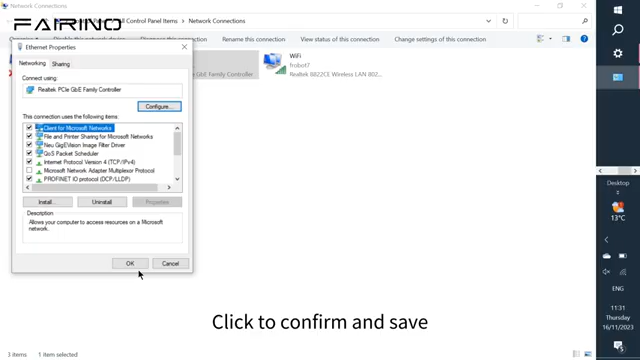 Network Connections
FAIRINO
All Control Panel Items > Network Connections
Rename this connection
View status of this connection
Change settings of this connection
WiFi
frobot7
Realtek 8822CE Wireless LAN 802...
GbE Family Controller
Ethernet Properties
Networking
Sharing
Connect using:
Realtek PCIe GbE Family Controller
Configure...
This connection uses the following items:
Client for Microsoft Networks
File and Printer Sharing for Microsoft Networks
Neu GigEVision Image Filter Driver
QoS Packet Scheduler
Internet Protocol Version 4 (TCP/IPv4)
Microsoft Network Adapter Multiplexor Protocol
PROFINET IO protocol (DCP/LLDP)
Install...
Uninstall
Properties
Description
Allows your computer to access resources on a Microsoft
network.
OK
Cancel
Click to confirm and save
3 items
1 item selected
Desktop
13°C
ENG
11:31
Thursday
16/11/2023
5